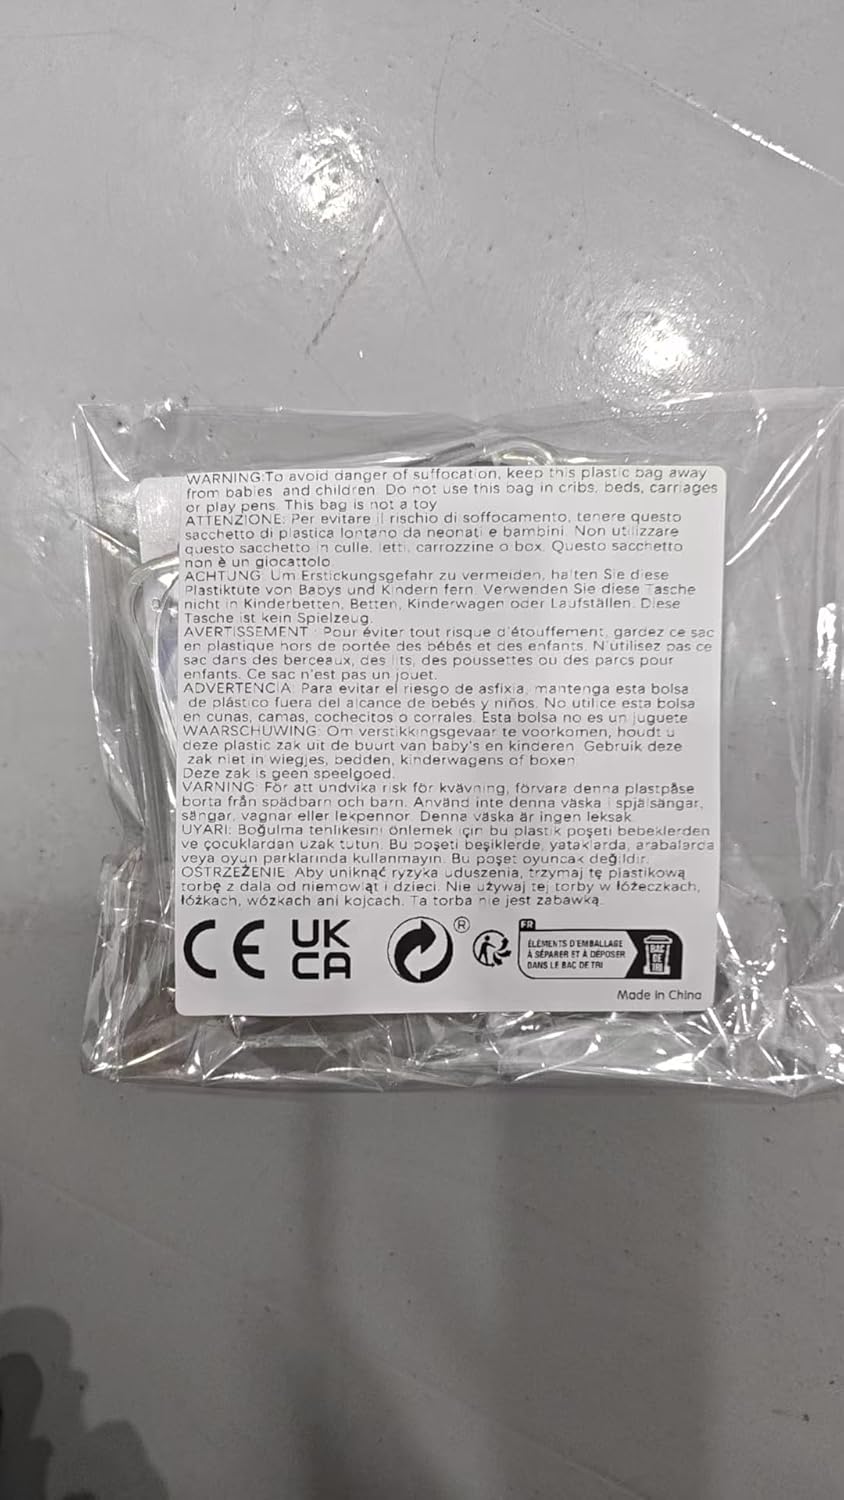 WARNING:To avoid danger of suffocation, keep this plastic bag away
from babies and children. Do not use this bag in cribs, beds, carriages
or play pens. This bag is not a toy
ATTENZIONE: Per evitare il rischio di soffocamento, tenere questo
sacchetto di plastica lontano da neonati e bambini. Non utilizzare
questo sacchetto in culle, letti, carrozzine o box. Questo sacchetto
non è un giocattolo.
ACHTUNG: Um Erstickungsgefahr zu vermeiden, halten Sie diese
Plastiktüte von Babys und Kindern fern. Verwenden Sie diese Tasche
nicht in Kinderbetten, Betten, Kinderwagen oder Laufställen. Diese
Tasche ist kein Spielzeug.
AVERTISSEMENT : Pour éviter tout risque d'étouffement, gardez ce sac
en plastique hors de portée des bébés et des enfants. N'utilisez pas ce
sac dans des berceaux, des lits, des poussettes ou des parcs pour
enfants. Ce sac n'est pas un jouet.
ADVERTENCIA: Para evitar el riesgo de asfixia, mantenga esta bolsa
de plástico fuera del alcance de bebés y niños. No utilice esta bolsa
en cunas, camas, cochecitos o corrales. Esta bolsa no es un juguete
WAARSCHUWING: Om verstikkingsgevaar te voorkomen, houdt u
deze plastic zak uit de buurt van baby's en kinderen. Gebruik deze
zak niet in wiegjes, bedden, kinderwagens of boxen.
Deze zak is geen speelgoed.
VARNING: För att undvika risk för kvävning, förvara denna plastpåse
borta från spädbarn och barn. Använd inte denna väska i spjälsängar,
sängar, vagnar eller lekpennor. Denna väska är ingen leksak.
UYARI: Boğulma tehlikesini önlemek için bu plastik poşeti bebeklerden
ve çocuklardan uzak tutun. Bu poşeti beşiklerde, yataklarda, arabalarda
veya oyun parklarında kullanmayın. Bu poşet oyuncak değildir.
OSTRZEŻENIE: Aby uniknąć ryzyka uduszenia, trzymaj tę plastikową
torbę z dala od niemowląt i dzieci. Nie używaj tej torby w łóżeczkach,
łóżkach, wózkach ani kojcach. Ta torba nie jest zabawką.
CE UK
CA ®
FR
ÉLÉMENTS D'EMBALLAGE
À SÉPARER ET À DÉPOSER
DANS LE BAC DE TRI
BAC
DE
TRI
Made in China